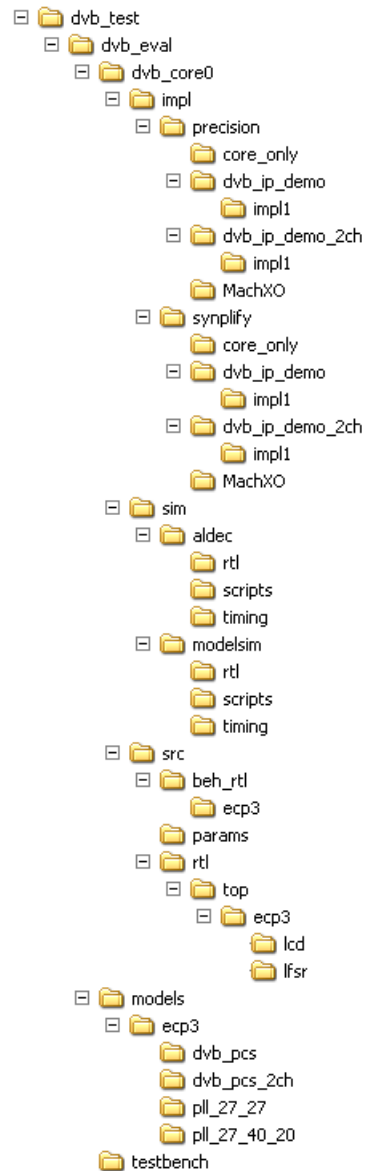 dvb_test
dvb_eval
dvb_core0
impl
precision
core_only
dvb_ip_demo
impl1
dvb_ip_demo_2ch
impl1
MachXO
synplify
core_only
dvb_ip_demo
impl1
dvb_ip_demo_2ch
impl1
MachXO
sim
aldec
rtl
scripts
timing
modelsim
rtl
scripts
timing
src
beh_rtl
ecp3
params
rtl
top
ecp3
lcd
lfsr
models
ecp3
dvb_pcs
dvb_pcs_2ch
pll_27_27
pll_27_40_20
testbench